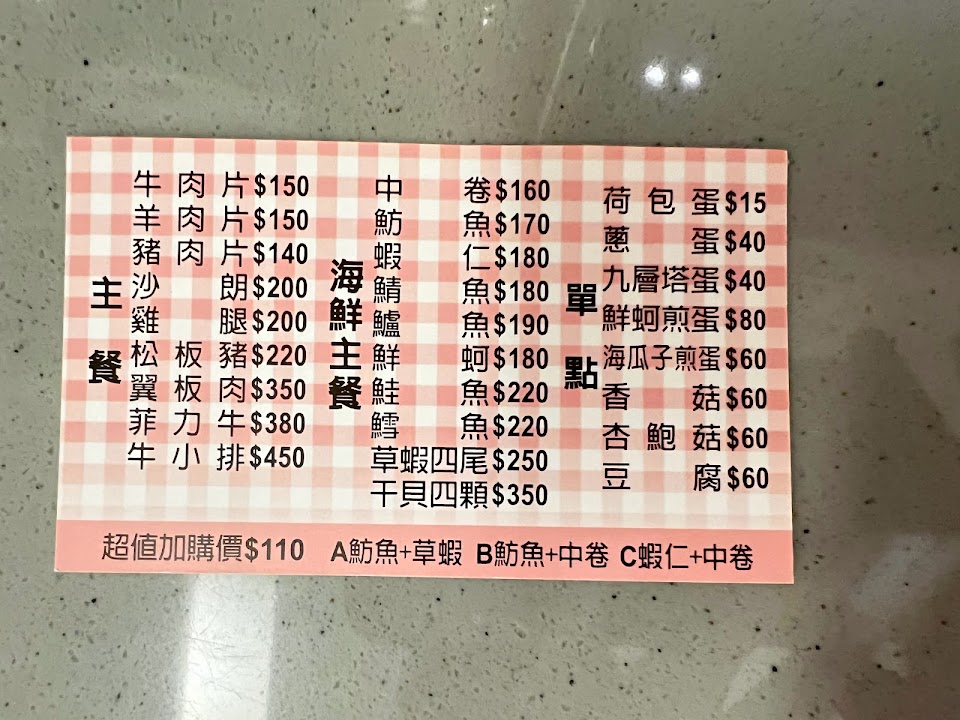 主餐
牛肉片$150
羊肉片$150
豬肉片$140
沙朗$200
雞腿$200
松板豬$220
翼板肉$350
菲力牛$380
牛小排$450
海鮮主餐
中卷$160
魴魚$170
蝦仁$180
鯖魚$180
鱸魚$190
鮮蚵$180
鮭魚$220
鱈魚$220
草蝦四尾$250
干貝四顆$350
單點
荷包蛋$15
蔥蛋$40
九層塔蛋$40
鮮蚵煎蛋$80
海瓜子煎蛋$60
香菇$60
杏鮑菇$60
豆腐$60
超值加購價$110 A魴魚+草蝦 B魴魚+中卷 C蝦仁+中卷